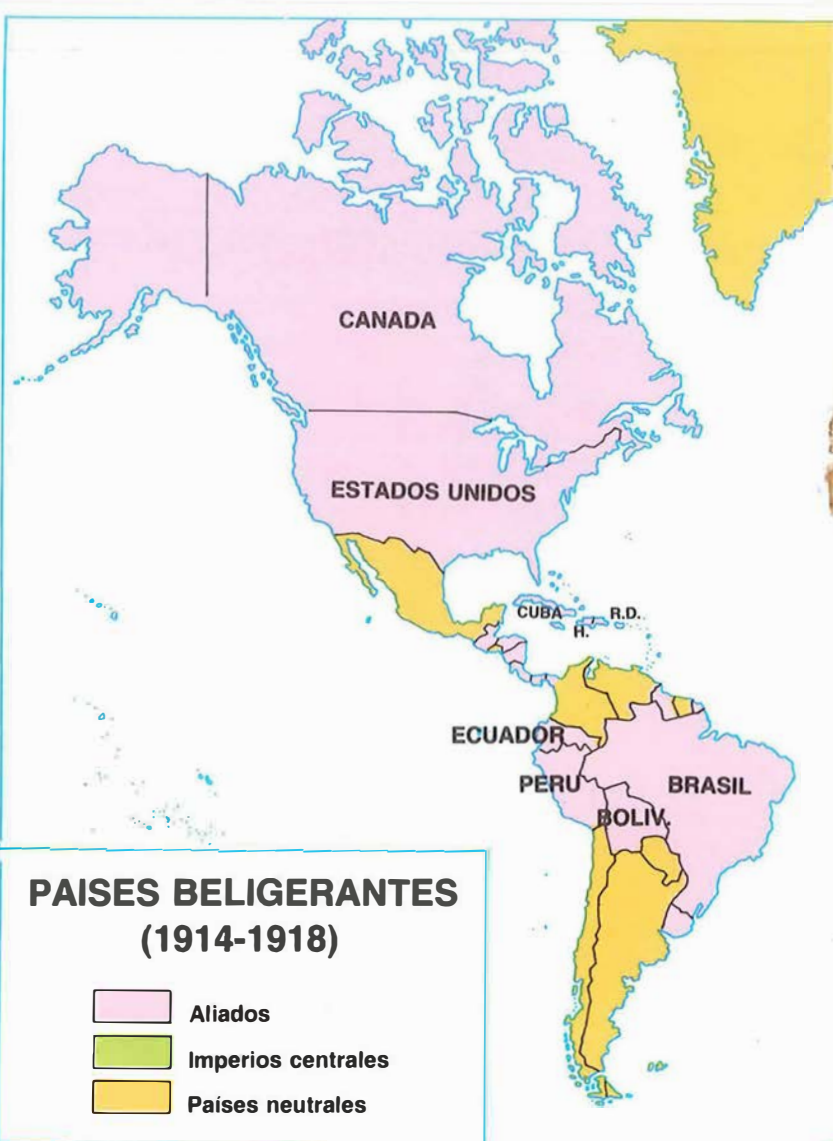 CANADA
ESTADOS UNIDOS
CUBA
R.D.
H.
ECUADOR
PERU
BRASIL
BOLIV.
PAISES BELIGERANTES
(1914-1918)
Aliados
Imperios centrales
Países neutrales